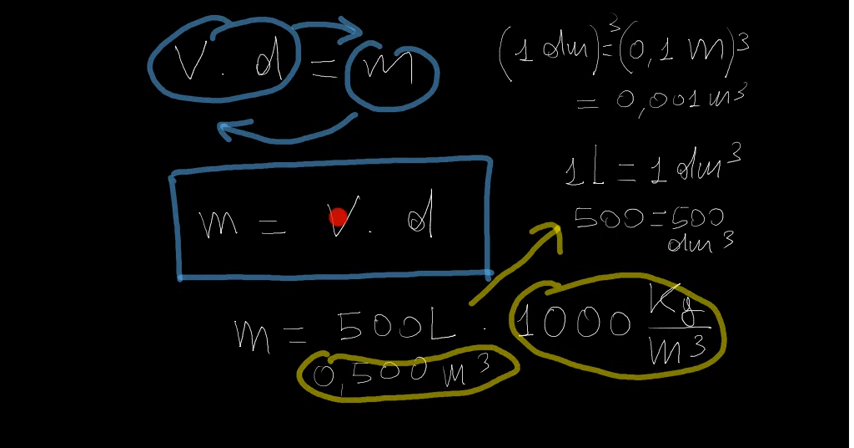 V . d = m
(1 dm)³ = (0,1 m)³
= 0,001 m³
1L = 1 dm³
500 = 500
dm³
m = V . d
m = 500L . 1000 Kg/m³
0,500 m³